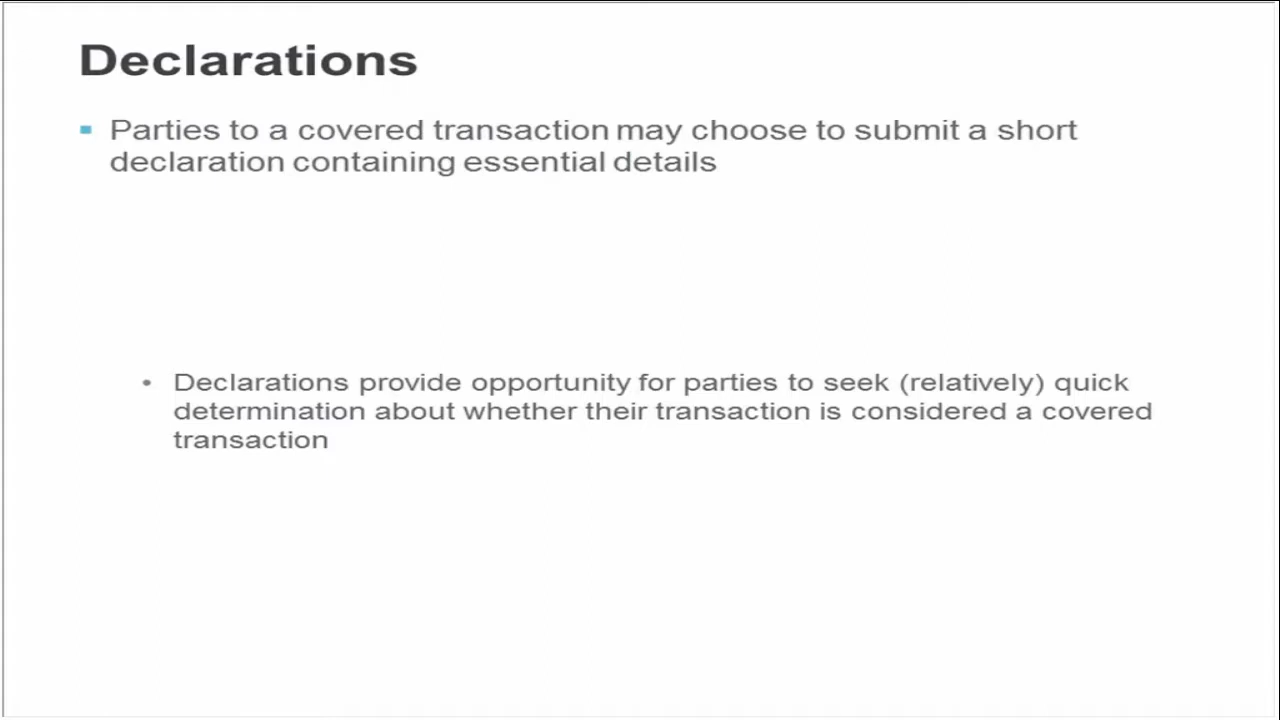 Declarations
Parties to a covered transaction may choose to submit a short
declaration containing essential details
Declarations provide opportunity for parties to seek (relatively) quick
determination about whether their transaction is considered a covered
transaction